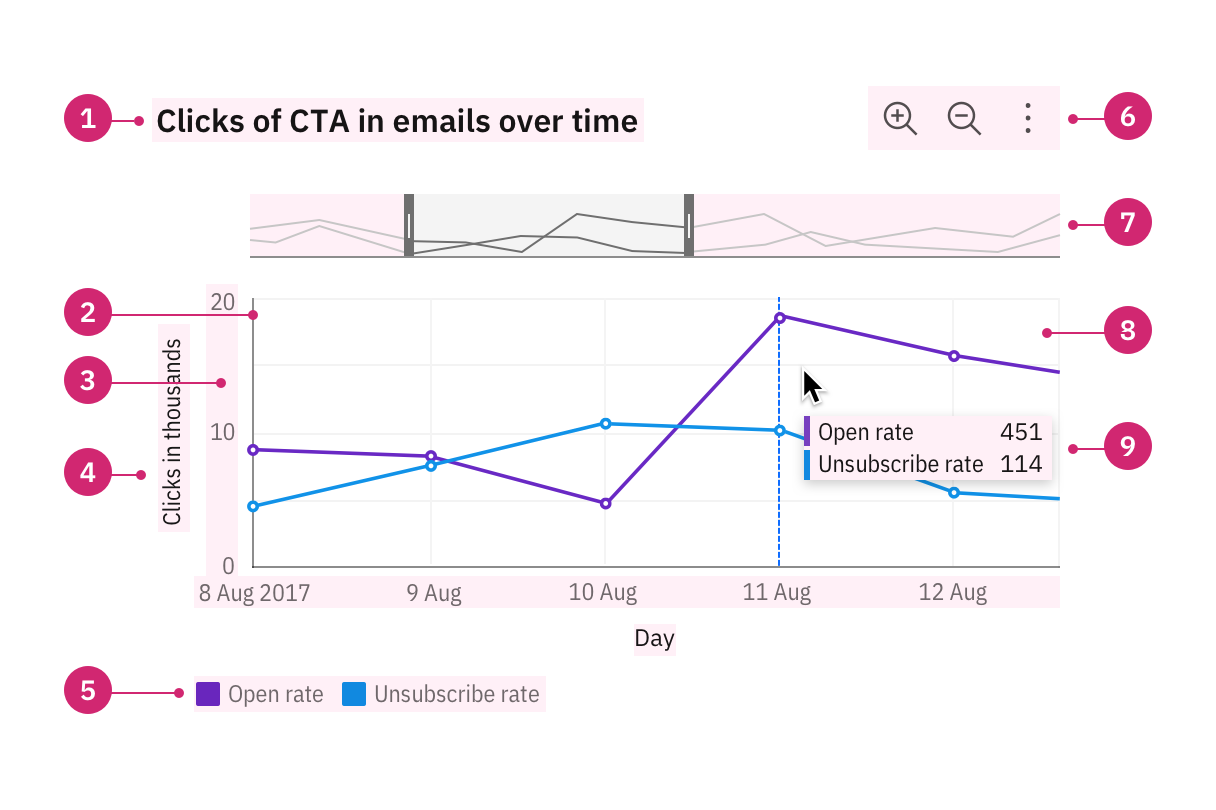 1
Clicks of CTA in emails over time
6
7
2
20
8
3
Clicks in thousands
10
Open rate 451
9
4
Unsubscribe rate 114
0
8 Aug 2017 9 Aug 10 Aug 11 Aug 12 Aug
Day
5
Open rate Unsubscribe rate